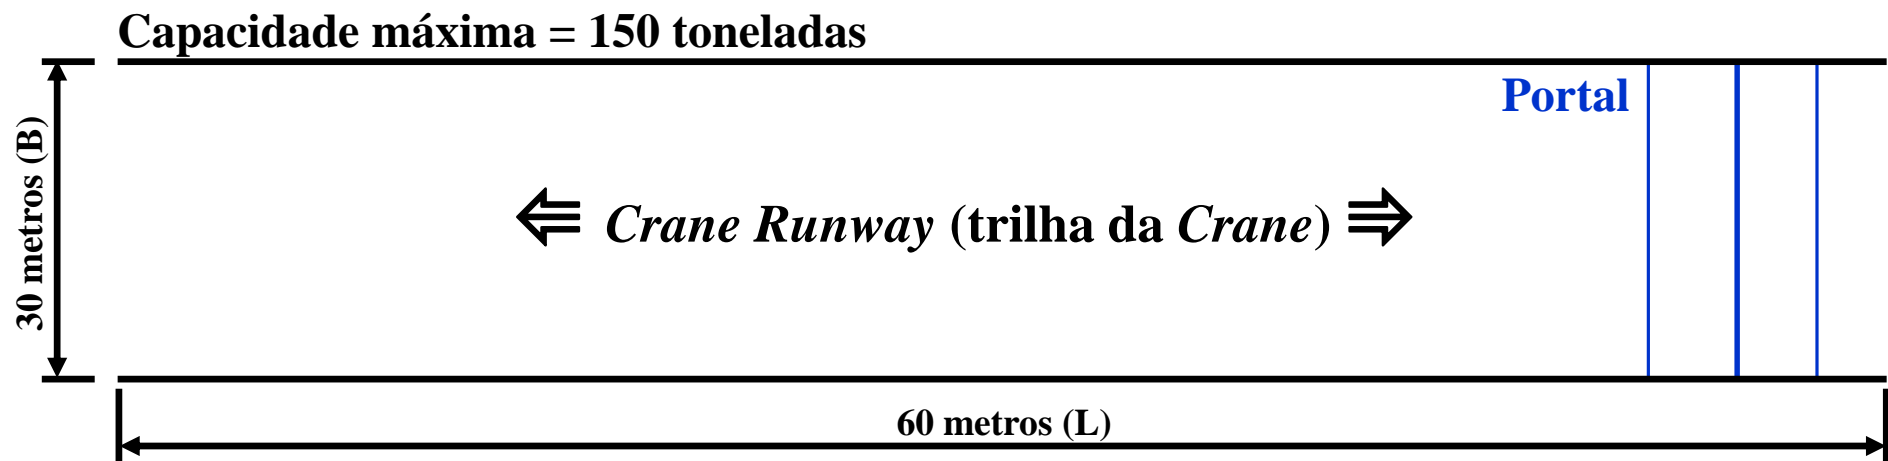 Capacidade máxima = 150 toneladas
Portal
30 metros (B)
⇐ Crane Runway (trilha da Crane) ⇒
60 metros (L)